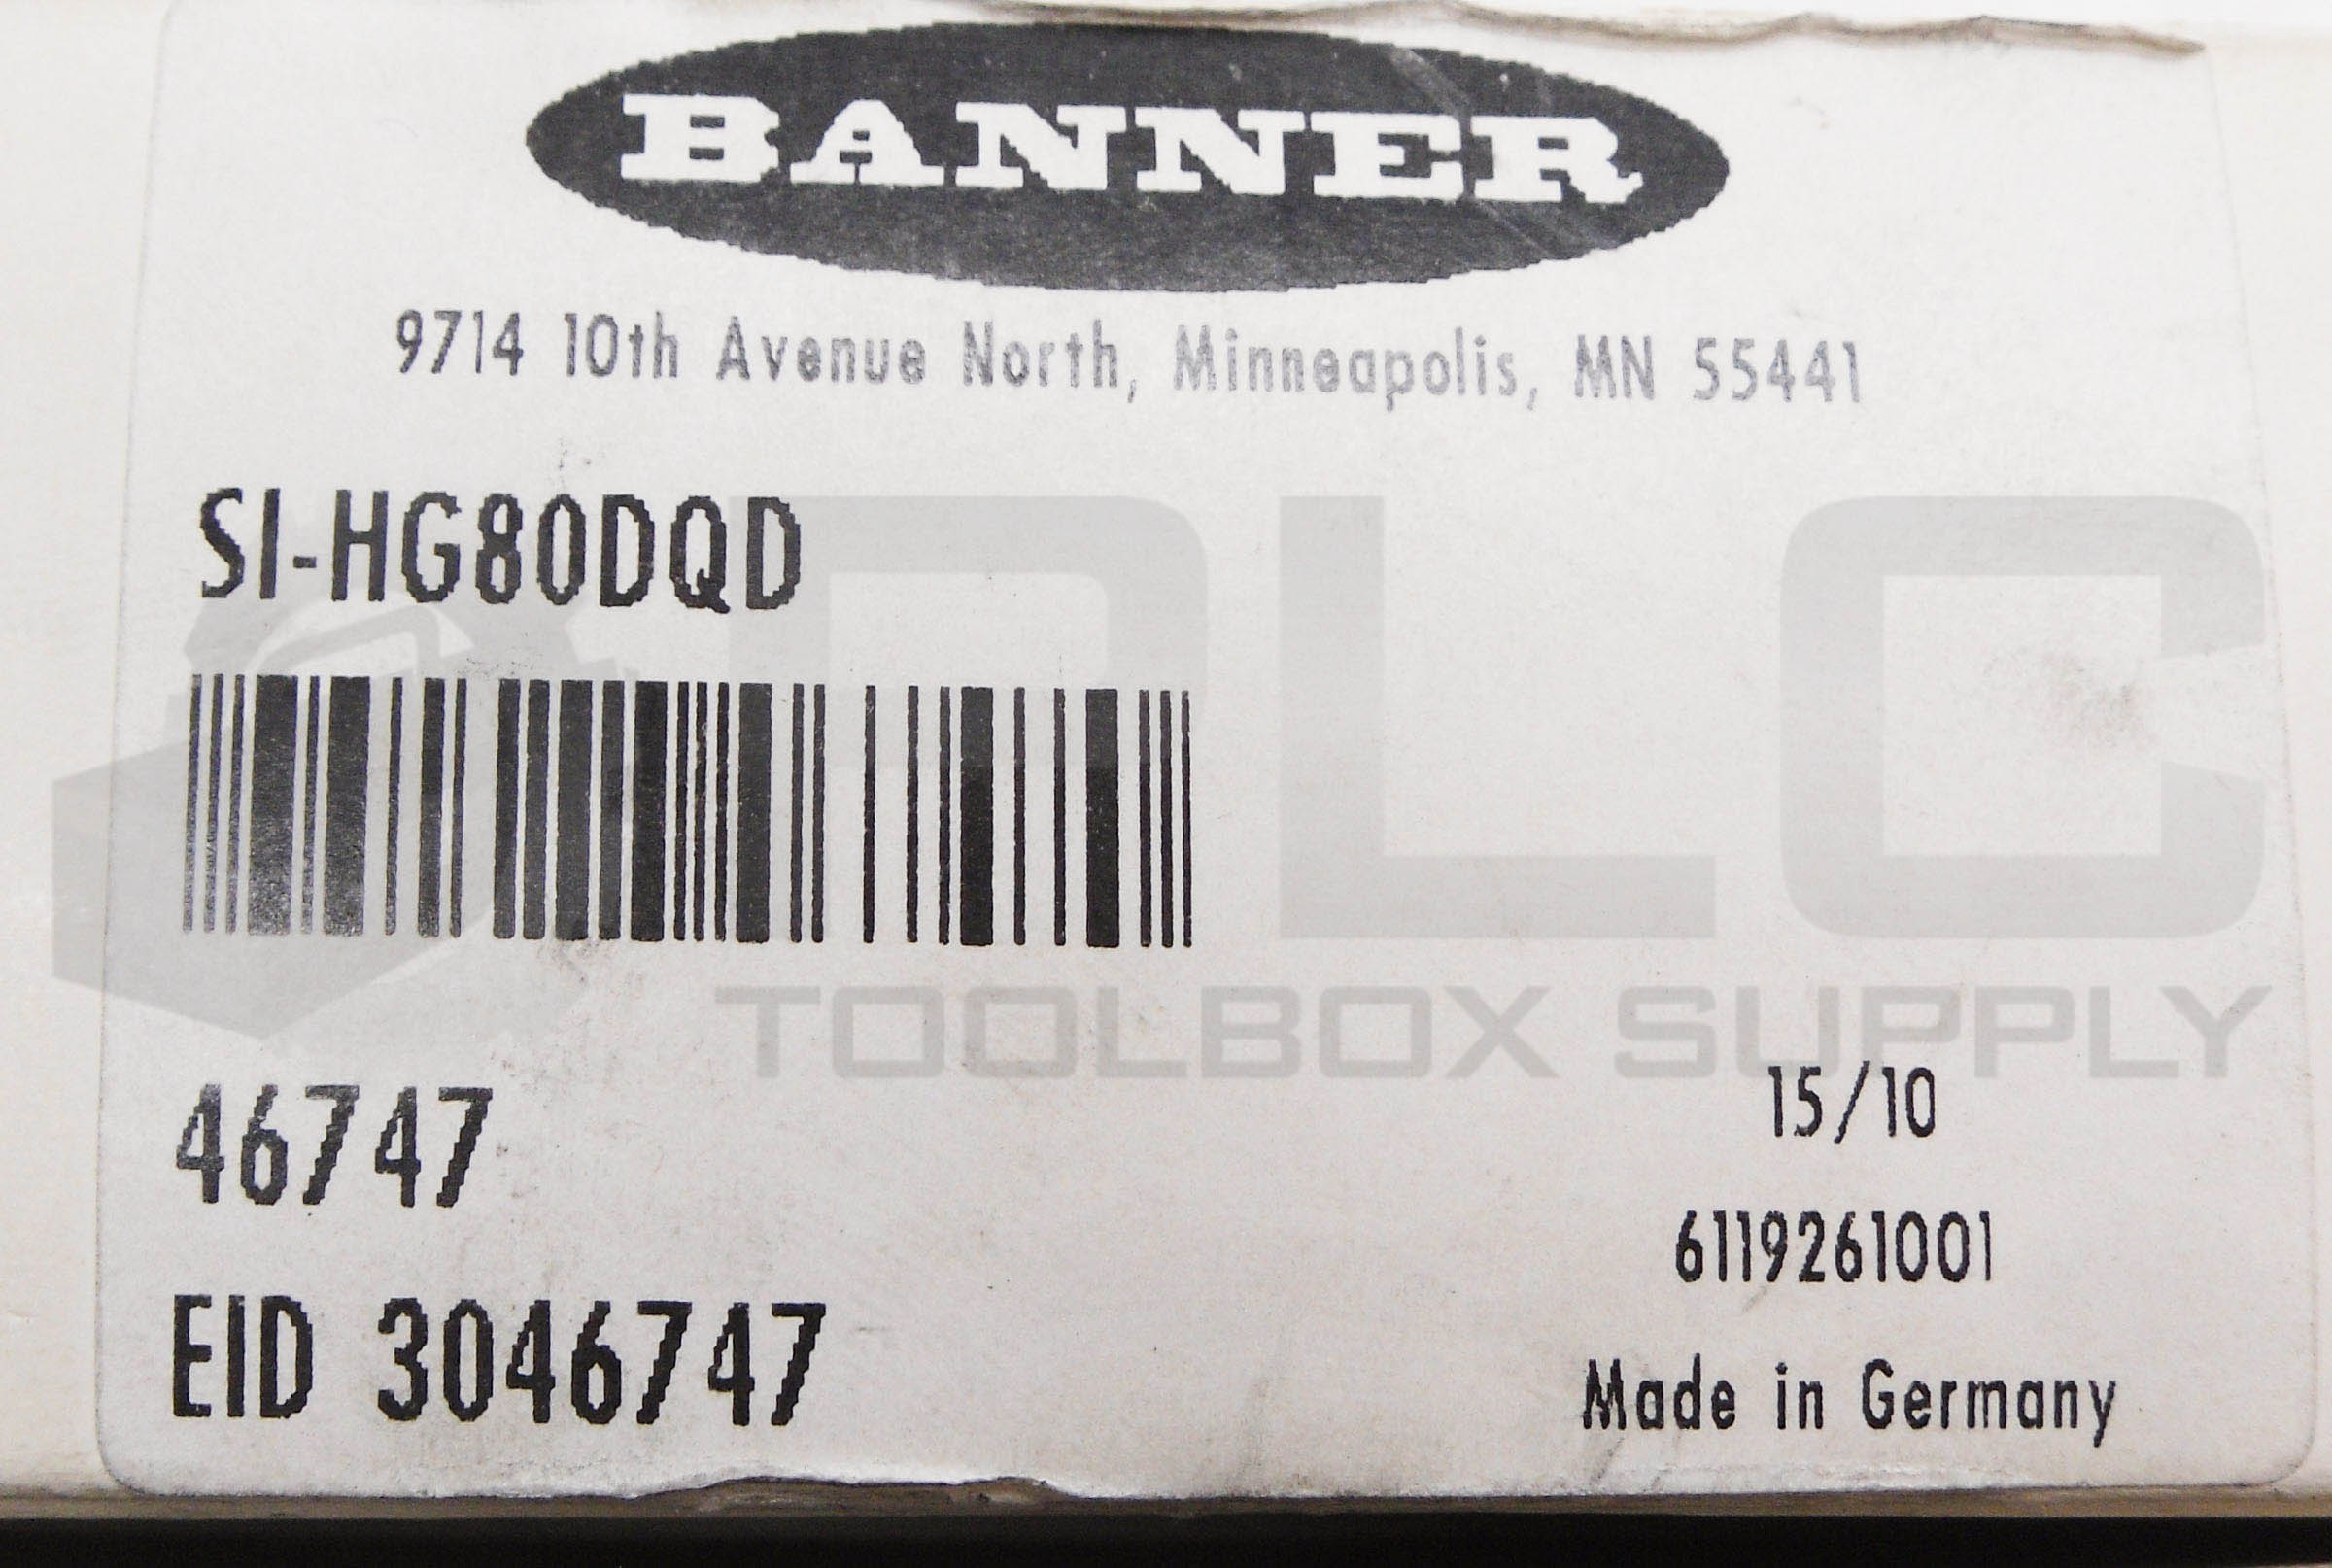 BANNER
9714 10th Avenue North, Minneapolis, MN 55441
SI-HG80DQD
PLC
TOOLBOX SUPPLY
46747
15/10
6119261001
EID 3046747
Made in Germany